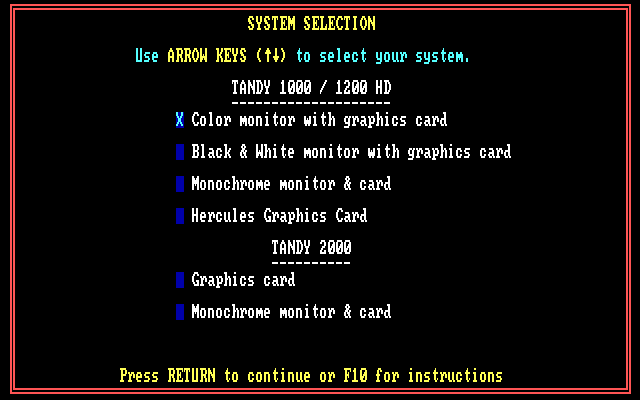 SYSTEM SELECTION
Use ARROW KEYS (↑↓) to select your system.
TANDY 1000 / 1200 HD
--------------------
X Color monitor with graphics card
Black & White monitor with graphics card
Monochrome monitor & card
Hercules Graphics Card
TANDY 2000
----------
Graphics card
Monochrome monitor & card
Press RETURN to continue or F10 for instructions